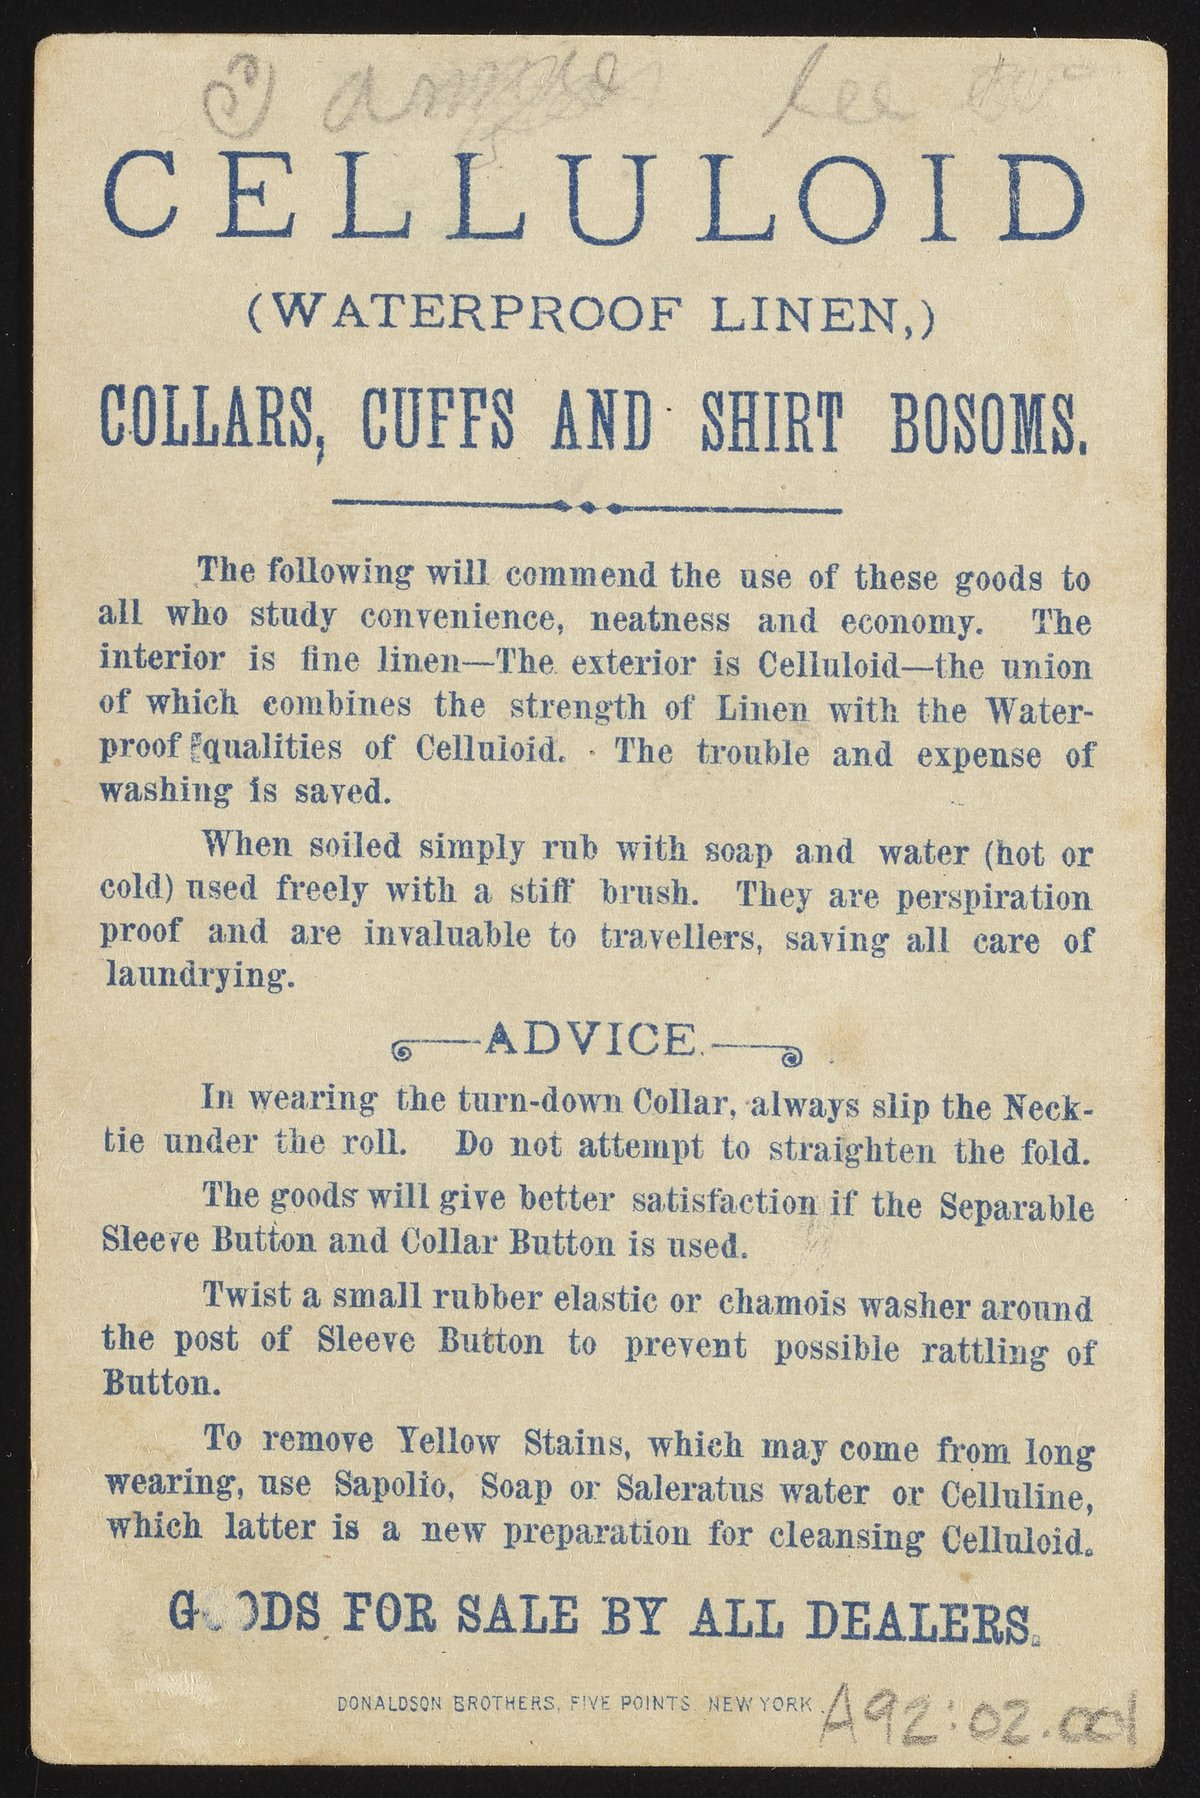 CELLULOID
(WATERPROOF LINEN,)
COLLARS, CUFFS AND SHIRT BOSOMS.
The following will commend the use of these goods to
all who study convenience, neatness and economy. The
interior is fine linen—The exterior is Celluloid—the union
of which combines the strength of Linen with the Water-
proof qualities of Celluloid. The trouble and expense of
washing is saved.
When soiled simply rub with soap and water (hot or
cold) used freely with a stiff brush. They are perspiration
proof and are invaluable to travellers, saving all care of
laundrying.
ADVICE.
In wearing the turn-down Collar, always slip the Neck-
tie under the roll. Do not attempt to straighten the fold.
The goods will give better satisfaction if the Separable
Sleeve Button and Collar Button is used.
Twist a small rubber elastic or chamois washer around
the post of Sleeve Button to prevent possible rattling of
Button.
To remove Yellow Stains, which may come from long
wearing, use Sapolio, Soap or Saleratus water or Celluline,
which latter is a new preparation for cleansing Celluloid.
GOODS FOR SALE BY ALL DEALERS.
DONALDSON BROTHERS, FIVE POINTS NEW YORK.
A92:02.001